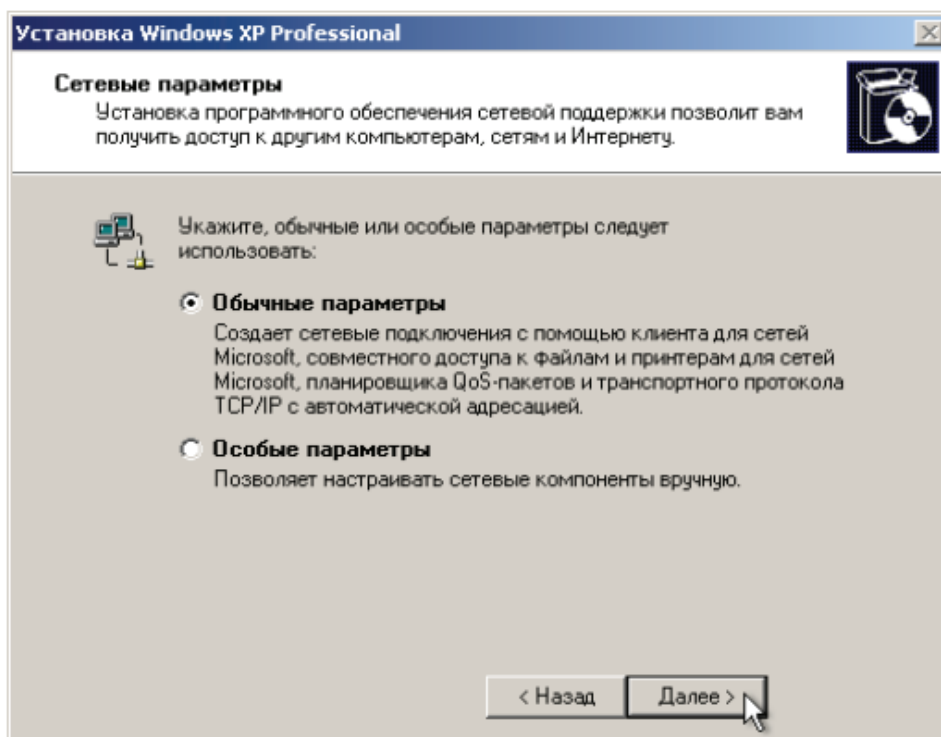 Установка Windows XP Professional
Сетевые параметры
Установка программного обеспечения сетевой поддержки позволит вам
получить доступ к другим компьютерам, сетям и Интернету.
Укажите, обычные или особые параметры следует
использовать:
Обычные параметры
Создает сетевые подключения с помощью клиента для сетей
Microsoft, совместного доступа к файлам и принтерам для сетей
Microsoft, планировщика QoS-пакетов и транспортного протокола
TCP/IP с автоматической адресацией.
Особые параметры
Позволяет настраивать сетевые компоненты вручную.
< Назад Далее >